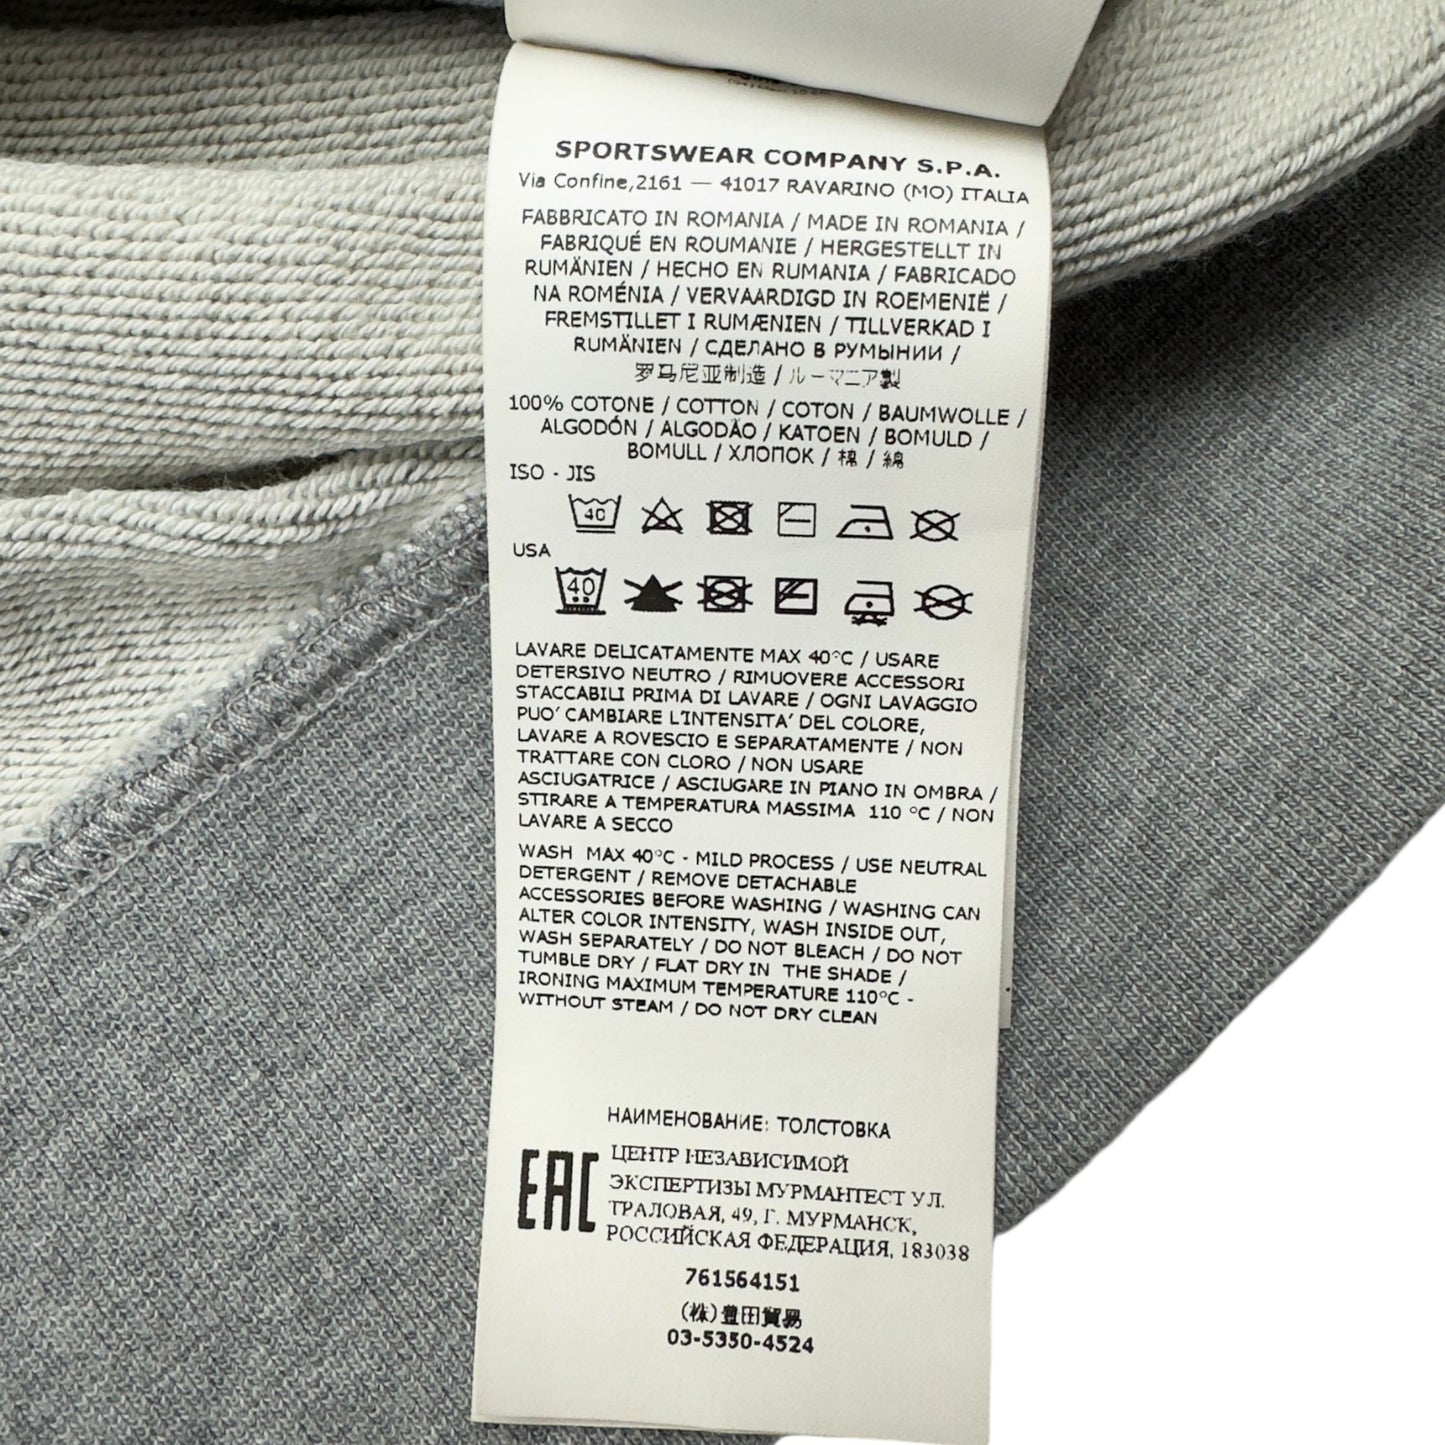 SPORTSWEAR COMPANY S.P.A.
Via Confine,2161 — 41017 RAVARINO (MO) ITALIA
FABBRICATO IN ROMANIA / MADE IN ROMANIA /
FABRIQUÉ EN ROUMANIE / HERGESTELLT IN
RUMÄNIEN / HECHO EN RUMANIA / FABRICADO
NA ROMÉNIA / VERVAARDIGD IN ROEMENIË /
FREMSTILLET I RUMÆNIEN / TILLVERKAD I
RUMÄNIEN / СДЕЛАНО В РУМЫНИИ /
罗马尼亚制造 / ルーマニア製
100% COTONE / COTTON / COTON / BAUMWOLLE /
ALGODÓN / ALGODÃO / KATOEN / BOMULD /
BOMULL / ХЛОПОК / 棉 / 綿
ISO - JIS
40
USA
40
LAVARE DELICATAMENTE MAX 40°C / USARE
DETERSIVO NEUTRO / RIMUOVERE ACCESSORI
STACCABILI PRIMA DI LAVARE / OGNI LAVAGGIO
PUO' CAMBIARE L'INTENSITA' DEL COLORE,
LAVARE A ROVESCIO E SEPARATAMENTE / NON
TRATTARE CON CLORO / NON USARE
ASCIUGATRICE / ASCIUGARE IN PIANO IN OMBRA /
STIRARE A TEMPERATURA MASSIMA 110 °C / NON
LAVARE A SECCO
WASH MAX 40°C - MILD PROCESS / USE NEUTRAL
DETERGENT / REMOVE DETACHABLE
ACCESSORIES BEFORE WASHING / WASHING CAN
ALTER COLOR INTENSITY, WASH INSIDE OUT,
WASH SEPARATELY / DO NOT BLEACH / DO NOT
TUMBLE DRY / FLAT DRY IN THE SHADE /
IRONING MAXIMUM TEMPERATURE 110°C -
WITHOUT STEAM / DO NOT DRY CLEAN
НАИМЕНОВАНИЕ: ТОЛСТОВКА
EAC
ЦЕНТР НЕЗАВИСИМОЙ
ЭКСПЕРТИЗЫ МУРМАНТЕСТ УЛ.
ТРАЛОВАЯ, 49, Г. МУРМАНСК,
РОССИЙСКАЯ ФЕДЕРАЦИЯ, 183038
761564151
(株)豊田貿易
03-5350-4524